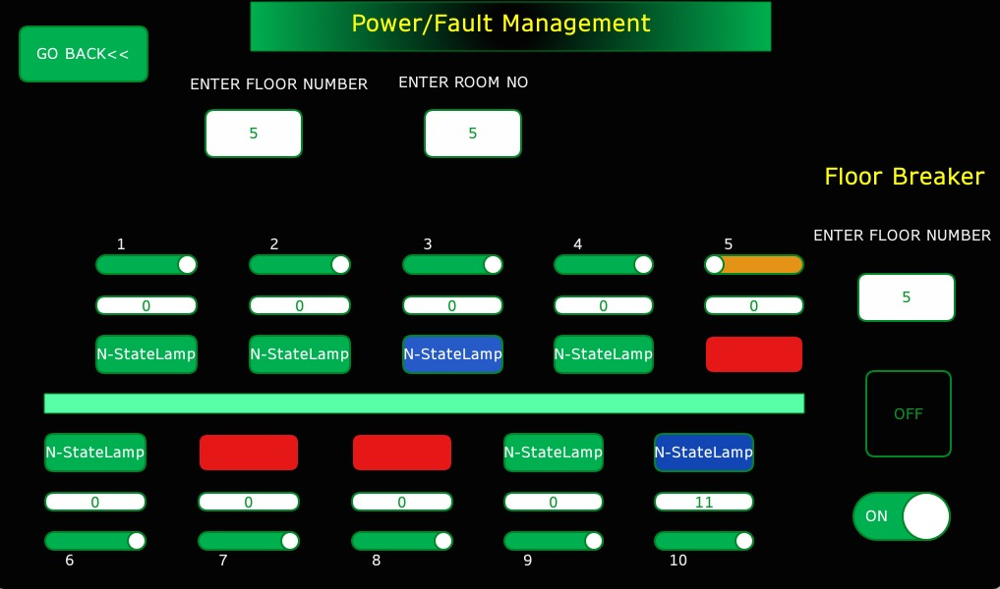 Power/Fault Management
GO BACK<<
ENTER FLOOR NUMBER
ENTER ROOM NO
5
5
Floor Breaker
ENTER FLOOR NUMBER
5
OFF
ON
1 2 3 4 5
0 0 0 0 0
N-StateLamp N-StateLamp N-StateLamp N-StateLamp
N-StateLamp N-StateLamp N-StateLamp
0 0 0 0 11
6 7 8 9 10